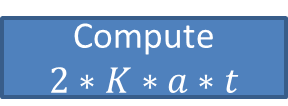 Compute
2 ∗ K ∗ a ∗ t